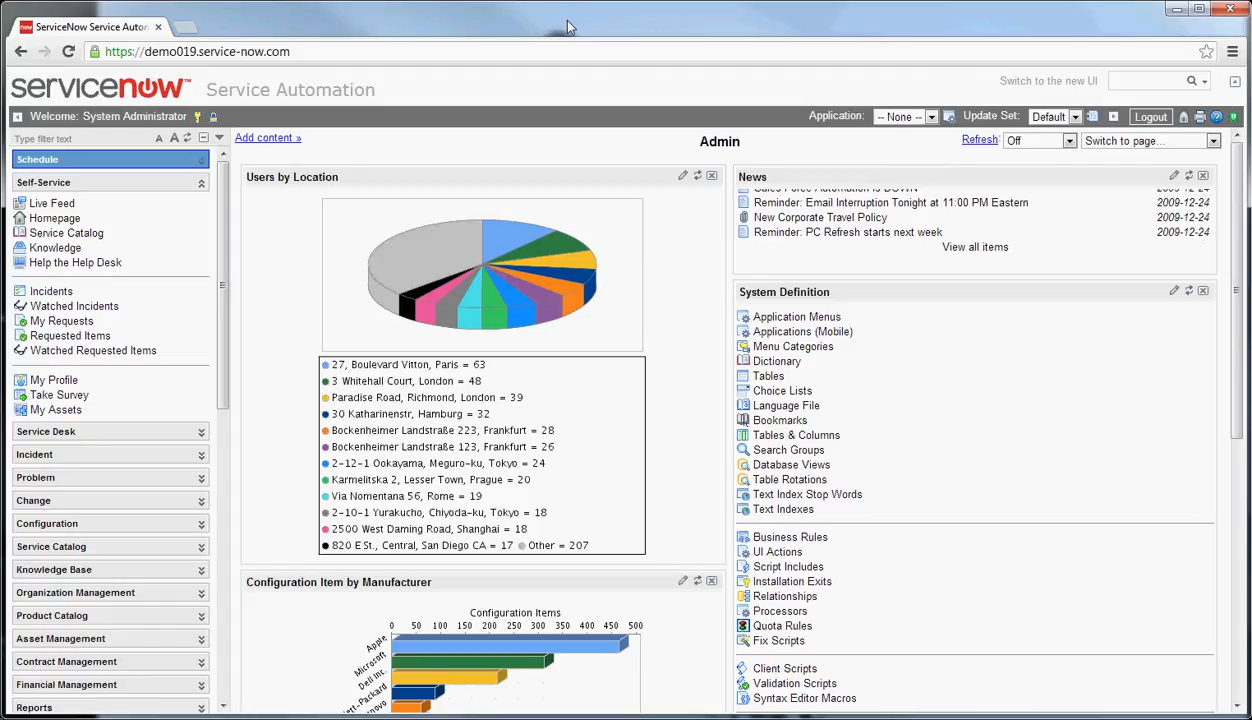 ServiceNow Service Auton
https://demo019.service-now.com
servicenow™ Service Automation
Switch to the new UI
Welcome: System Administrator
Application: -- None --
Update Set: Default
Logout
Type filter text
A A
Add content »
Admin
Refresh: Off
Switch to page...
Schedule
Self-Service
Live Feed
Homepage
Service Catalog
Knowledge
Help the Help Desk
Incidents
Watched Incidents
My Requests
Requested Items
Watched Requested Items
My Profile
Take Survey
My Assets
Service Desk
Incident
Problem
Change
Configuration
Service Catalog
Knowledge Base
Organization Management
Product Catalog
Asset Management
Contract Management
Financial Management
Reports
Users by Location
27, Boulevard Vitton, Paris = 63
3 Whitehall Court, London = 48
Paradise Road, Richmond, London = 39
30 Katharinenstr, Hamburg = 32
Bockenheimer Landstraße 223, Frankfurt = 28
Bockenheimer Landstraße 123, Frankfurt = 26
2-12-1 Ookayama, Meguro-ku, Tokyo = 24
Karmelitska 2, Lesser Town, Prague = 20
Via Nomentana 56, Rome = 19
2-10-1 Yurakucho, Chiyoda-ku, Tokyo = 18
2500 West Daming Road, Shanghai = 18
820 E St., Central, San Diego CA = 17 Other = 207
Configuration Item by Manufacturer
Configuration Items
0 50 100 150 200 250 300 350 400 450 500
Apple
Microsoft
Dell Inc.
ett-Packard
novo
News
Sales Force Automation is DOWN 2009-12-24
Reminder: Email Interruption Tonight at 11:00 PM Eastern 2009-12-24
New Corporate Travel Policy 2009-12-24
Reminder: PC Refresh starts next week 2009-12-24
View all items
System Definition
Application Menus
Applications (Mobile)
Menu Categories
Dictionary
Tables
Choice Lists
Language File
Bookmarks
Tables & Columns
Search Groups
Database Views
Table Rotations
Text Index Stop Words
Text Indexes
Business Rules
UI Actions
Script Includes
Installation Exits
Relationships
Processors
Quota Rules
Fix Scripts
Client Scripts
Validation Scripts
Syntax Editor Macros